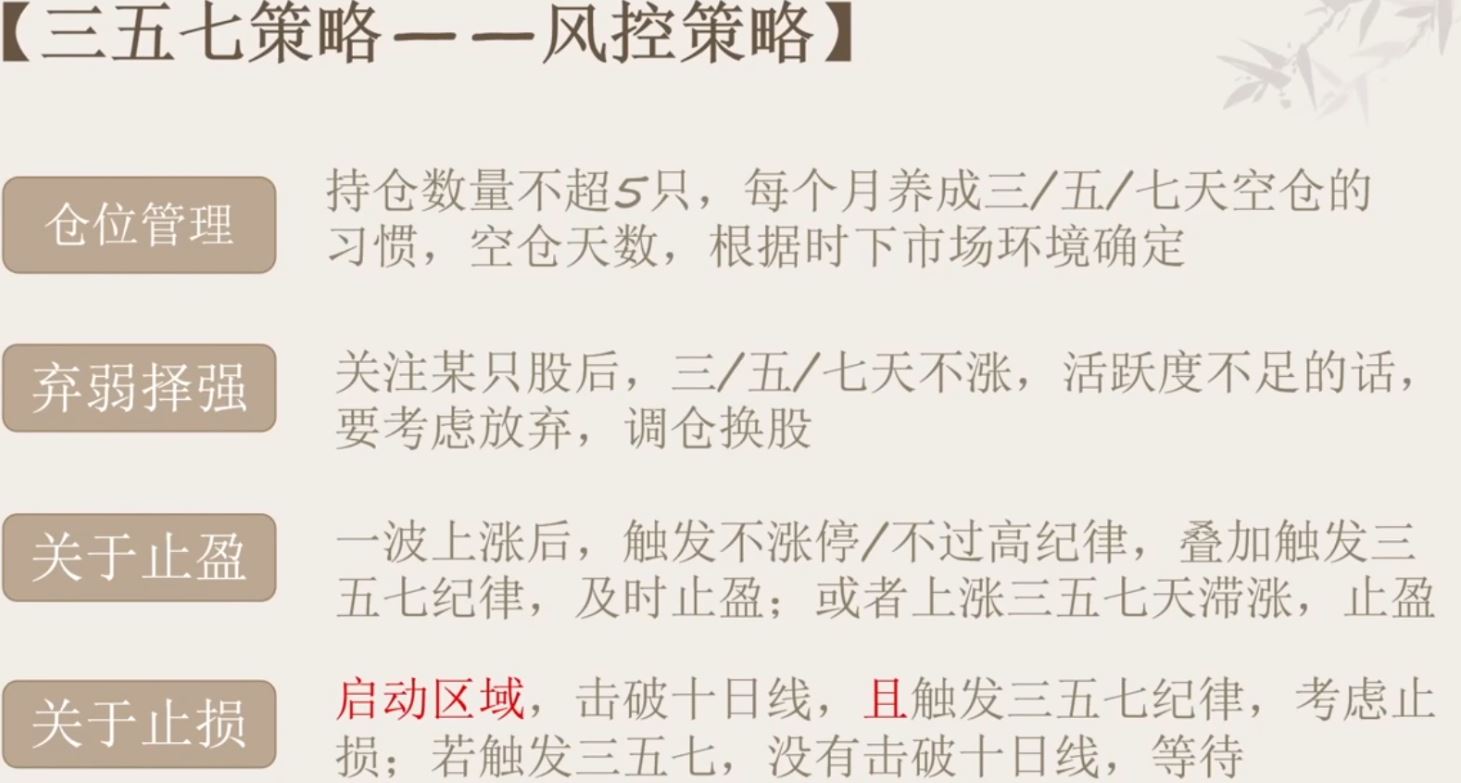 【三五七策略——风控策略】
仓位管理
持仓数量不超5只，每个月养成三/五/七天空仓的
习惯，空仓天数，根据时下市场环境确定
弃弱择强
关注某只股后，三/五/七天不涨，活跃度不足的话，
要考虑放弃，调仓换股
关于止盈
一波上涨后，触发不涨停/不过高纪律，叠加触发三
五七纪律，及时止盈；或者上涨三五七天滞涨，止盈
关于止损
启动区域，击破十日线，且触发三五七纪律，考虑止
损；若触发三五七，没有击破十日线，等待